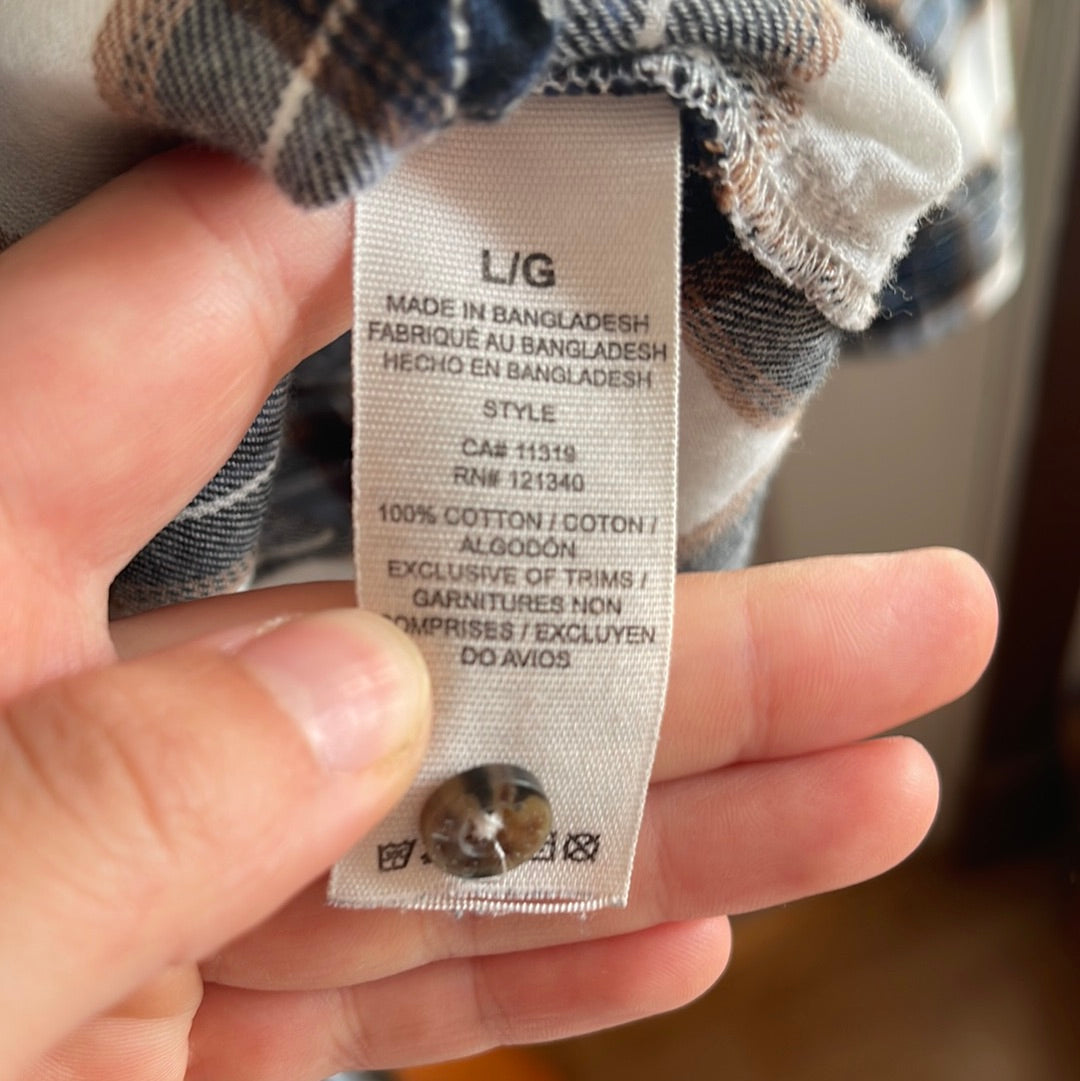 L/G
MADE IN BANGLADESH
FABRIQUÉ AU BANGLADESH
HECHO EN BANGLADESH
STYLE
CA# 11319
RN# 121340
100% COTTON / COTON /
ALGODÓN
EXCLUSIVE OF TRIMS /
GARNITURES NON
COMPRISES / EXCLUYEN
DO AVIOS